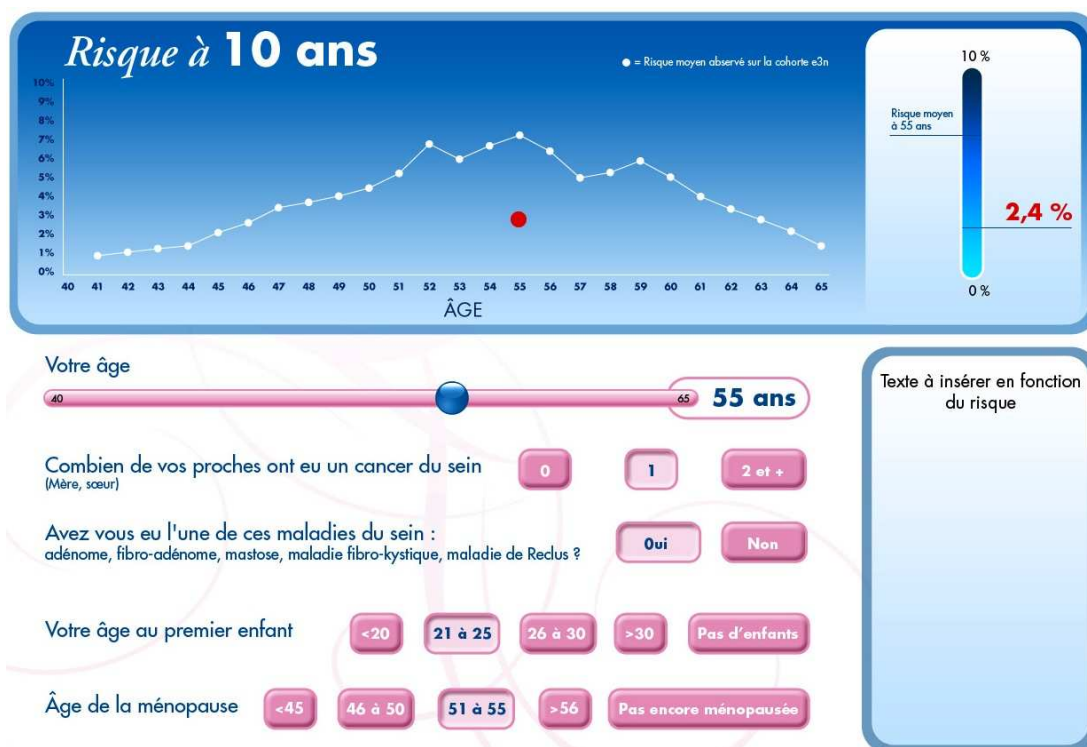 Risque à 10 ans
= Risque moyen observé sur la cohorte e3n
10%
9%
8%
7%
6%
5%
4%
3%
2%
1%
0%
40 41 42 43 44 45 46 47 48 49 50 51 52 53 54 55 56 57 58 59 60 61 62 63 64 65
ÂGE
10 %
Risque moyen
à 55 ans
2,4 %
0 %
Votre âge
40 65 55 ans
Combien de vos proches ont eu un cancer du sein
(Mère, sœur)
0 1 2 et +
Avez vous eu l'une de ces maladies du sein :
adénome, fibro-adénome, mastose, maladie fibro-kystique, maladie de Reclus ?
Oui Non
Votre âge au premier enfant <20 21 à 25 26 à 30 >30 Pas d'enfants
Âge de la ménopause <45 46 à 50 51 à 55 >56 Pas encore ménopausée
Texte à insérer en fonction
du risque